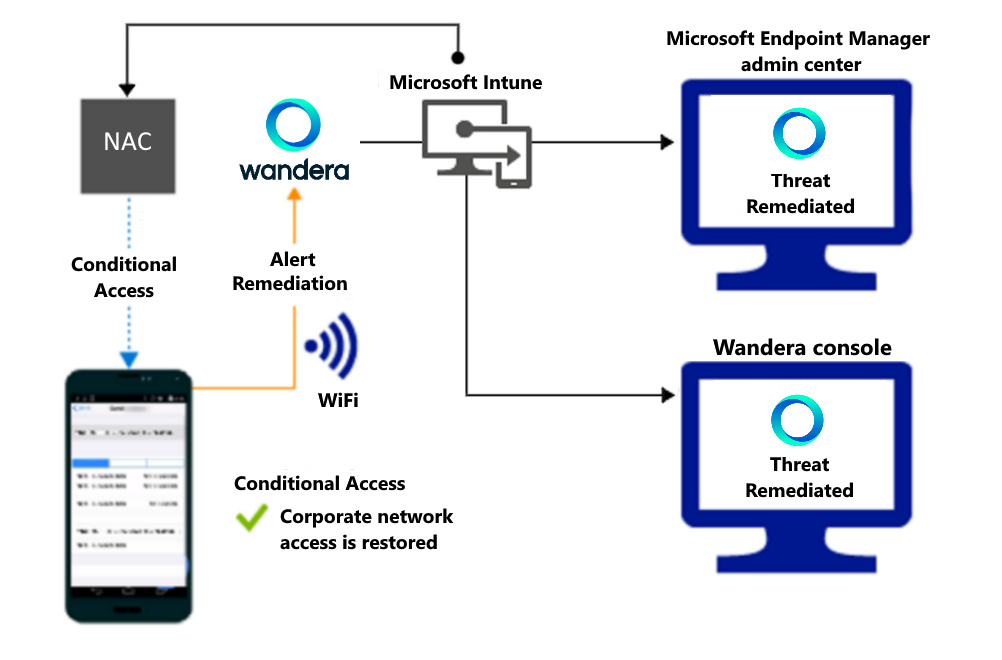 Microsoft Endpoint Manager
admin center
Microsoft Intune
NAC
wandera
Threat
Remediated
Conditional
Access
Alert
Remediation
WiFi
Wandera console
Threat
Remediated
Conditional Access
Corporate network
access is restored